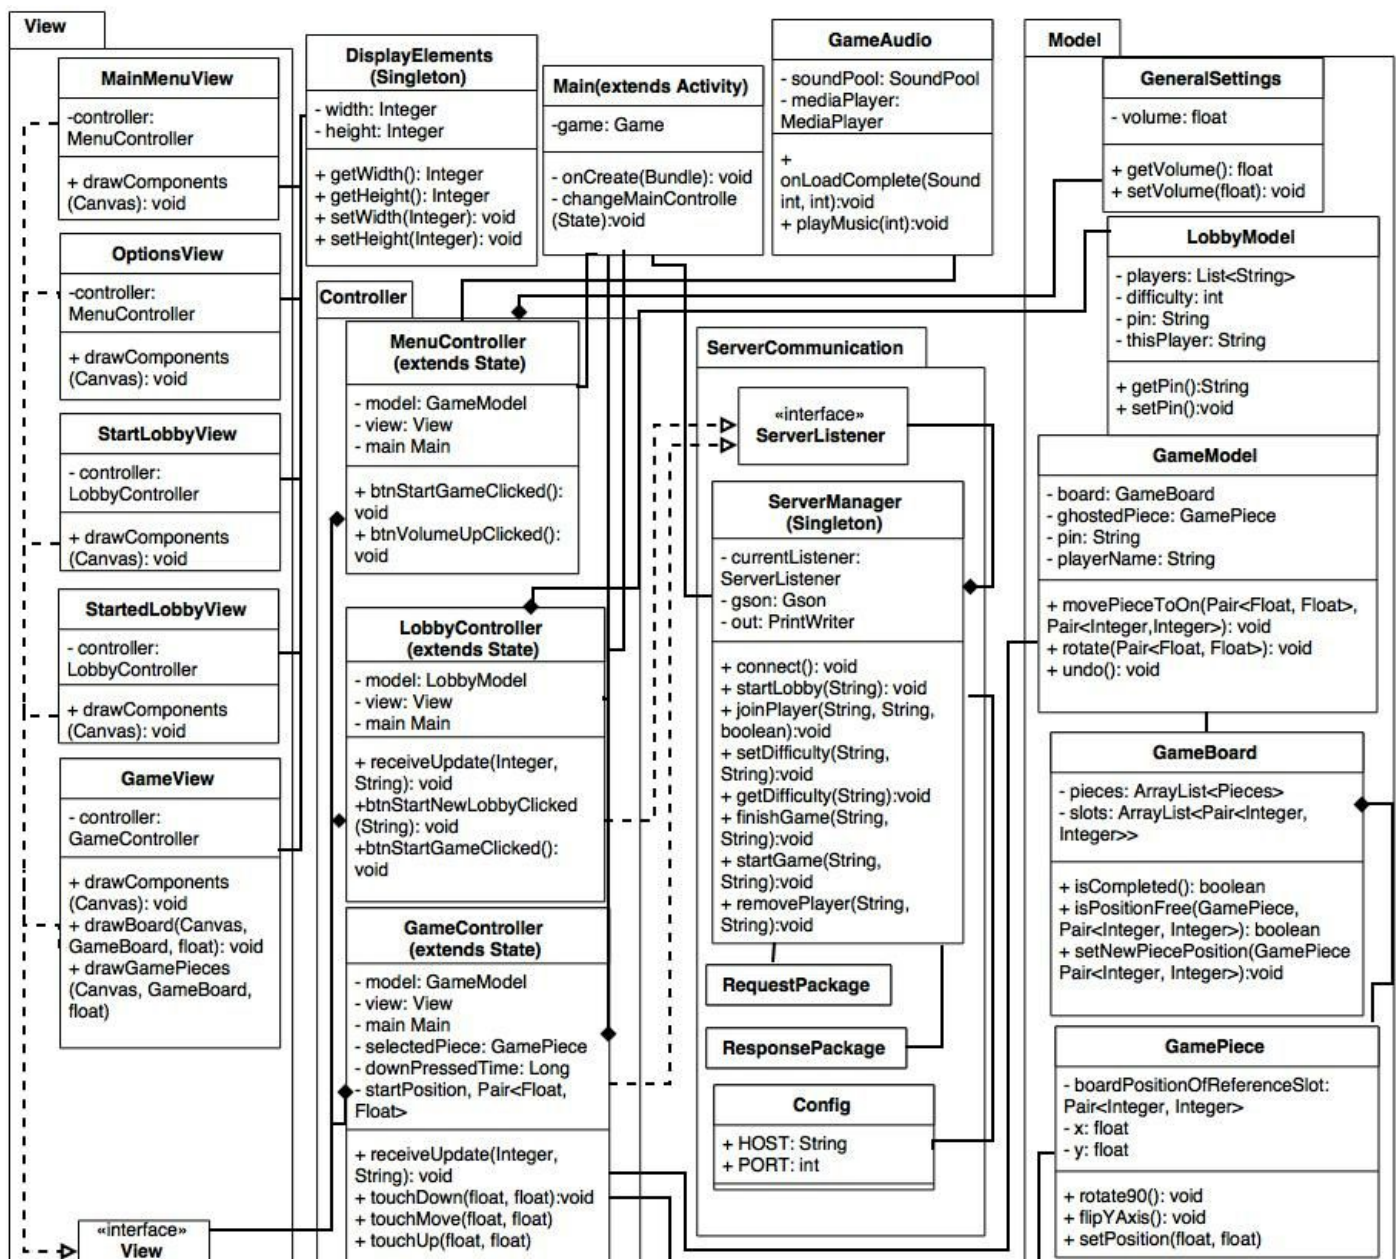 View
MainMenuView
-controller:
MenuController
+ drawComponents
(Canvas): void
OptionsView
-controller:
MenuController
+ drawComponents
(Canvas): void
StartLobbyView
- controller:
LobbyController
+ drawComponents
(Canvas): void
StartedLobbyView
- controller:
LobbyController
+ drawComponents
(Canvas): void
GameView
- controller:
GameController
+ drawComponents
(Canvas): void
+ drawBoard(Canvas,
GameBoard, float): void
+ drawGamePieces
(Canvas, GameBoard,
float)
«interface»
View
DisplayElements
(Singleton)
- width: Integer
- height: Integer
+ getWidth(): Integer
+ getHeight(): Integer
+ setWidth(Integer): void
+ setHeight(Integer): void
Main(extends Activity)
-game: Game
- onCreate(Bundle): void
- changeMainControlle
(State):void
GameAudio
- soundPool: SoundPool
- mediaPlayer:
MediaPlayer
+
onLoadComplete(Sound
int, int):void
+ playMusic(int):void
Controller
MenuController
(extends State)
- model: GameModel
- view: View
- main Main
+ btnStartGameClicked():
void
+ btnVolumeUpClicked():
void
LobbyController
(extends State)
- model: LobbyModel
- view: View
- main Main
+ receiveUpdate(Integer,
String): void
+btnStartNewLobbyClicked
(String): void
+btnStartGameClicked():
void
GameController
(extends State)
- model: GameModel
- view: View
- main Main
- selectedPiece: GamePiece
- downPressedTime: Long
- startPosition, Pair<Float,
Float>
+ receiveUpdate(Integer,
String): void
+ touchDown(float, float):void
+ touchMove(float, float)
+ touchUp(float, float)
ServerCommunication
«interface»
ServerListener
ServerManager
(Singleton)
- currentListener:
ServerListener
- gson: Gson
- out: PrintWriter
+ connect(): void
+ startLobby(String): void
+ joinPlayer(String, String,
boolean):void
+ setDifficulty(String,
String):void
+ getDifficulty(String):void
+ finishGame(String,
String):void
+ startGame(String,
String):void
+ removePlayer(String,
String):void
RequestPackage
ResponsePackage
Config
+ HOST: String
+ PORT: int
Model
GeneralSettings
- volume: float
+ getVolume(): float
+ setVolume(float): void
LobbyModel
- players: List<String>
- difficulty: int
- pin: String
- thisPlayer: String
+ getPin():String
+ setPin():void
GameModel
- board: GameBoard
- ghostedPiece: GamePiece
- pin: String
- playerName: String
+ movePieceToOn(Pair<Float, Float>,
Pair<Integer,Integer>): void
+ rotate(Pair<Float, Float>): void
+ undo(): void
GameBoard
- pieces: ArrayList<Pieces>
- slots: ArrayList<Pair<Integer,
Integer>>
+ isCompleted(): boolean
+ isPositionFree(GamePiece,
Pair<Integer, Integer>): boolean
+ setNewPiecePosition(GamePiece
Pair<Integer, Integer>):void
GamePiece
- boardPositionOfReferenceSlot:
Pair<Integer, Integer>
- x: float
- y: float
+ rotate90(): void
+ flipYAxis(): void
+ setPosition(float, float)